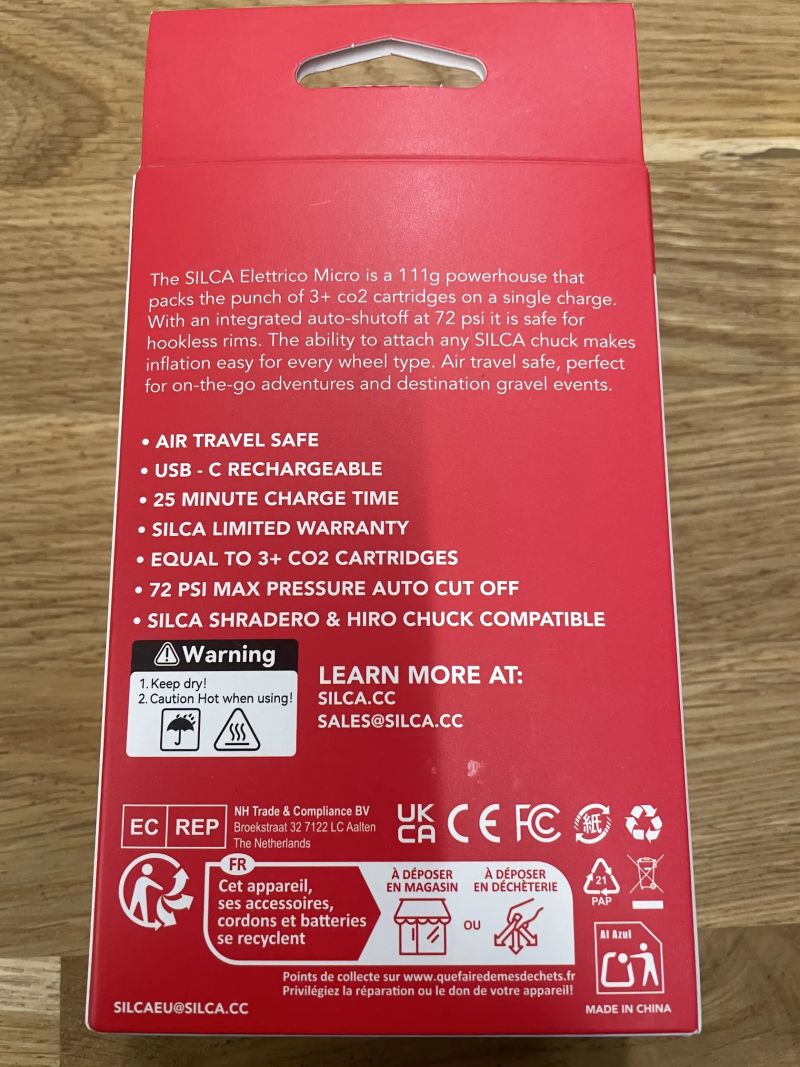 The SILCA Elettrico Micro is a 111g powerhouse that
packs the punch of 3+ co2 cartridges on a single charge.
With an integrated auto-shutoff at 72 psi it is safe for
hookless rims. The ability to attach any SILCA chuck makes
inflation easy for every wheel type. Air travel safe, perfect
for on-the-go adventures and destination gravel events.
• AIR TRAVEL SAFE
• USB - C RECHARGEABLE
• 25 MINUTE CHARGE TIME
• SILCA LIMITED WARRANTY
• EQUAL TO 3+ CO2 CARTRIDGES
• 72 PSI MAX PRESSURE AUTO CUT OFF
• SILCA SHRADERO & HIRO CHUCK COMPATIBLE
Warning
1. Keep dry!
2. Caution Hot when using!
LEARN MORE AT:
SILCA.CC
SALES@SILCA.CC
EC REP
NH Trade & Compliance BV
Broekstraat 32 7122 LC Aalten
The Netherlands
UK
CA
CE
FC
紙
FR
Cet appareil,
ses accessoires,
cordons et batteries
se recyclent
À DÉPOSER
EN MAGASIN
OU
À DÉPOSER
EN DÉCHÈTERIE
21
PAP
Points de collecte sur www.quefairedemesdechets.fr
Privilégiez la réparation ou le don de votre appareil!
Al Azul
SILCAEU@SILCA.CC
MADE IN CHINA